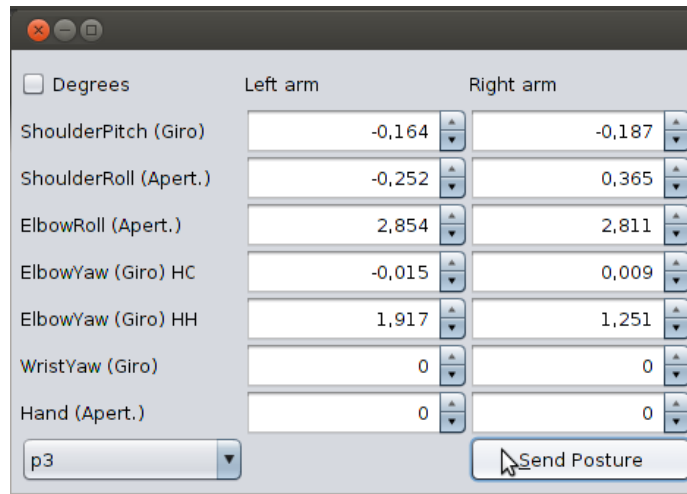 Degrees Left arm Right arm
ShoulderPitch (Giro) -0,164 -0,187
ShoulderRoll (Apert.) -0,252 0,365
ElbowRoll (Apert.) 2,854 2,811
ElbowYaw (Giro) HC -0,015 0,009
ElbowYaw (Giro) HH 1,917 1,251
WristYaw (Giro) 0 0
Hand (Apert.) 0 0
p3 Send Posture